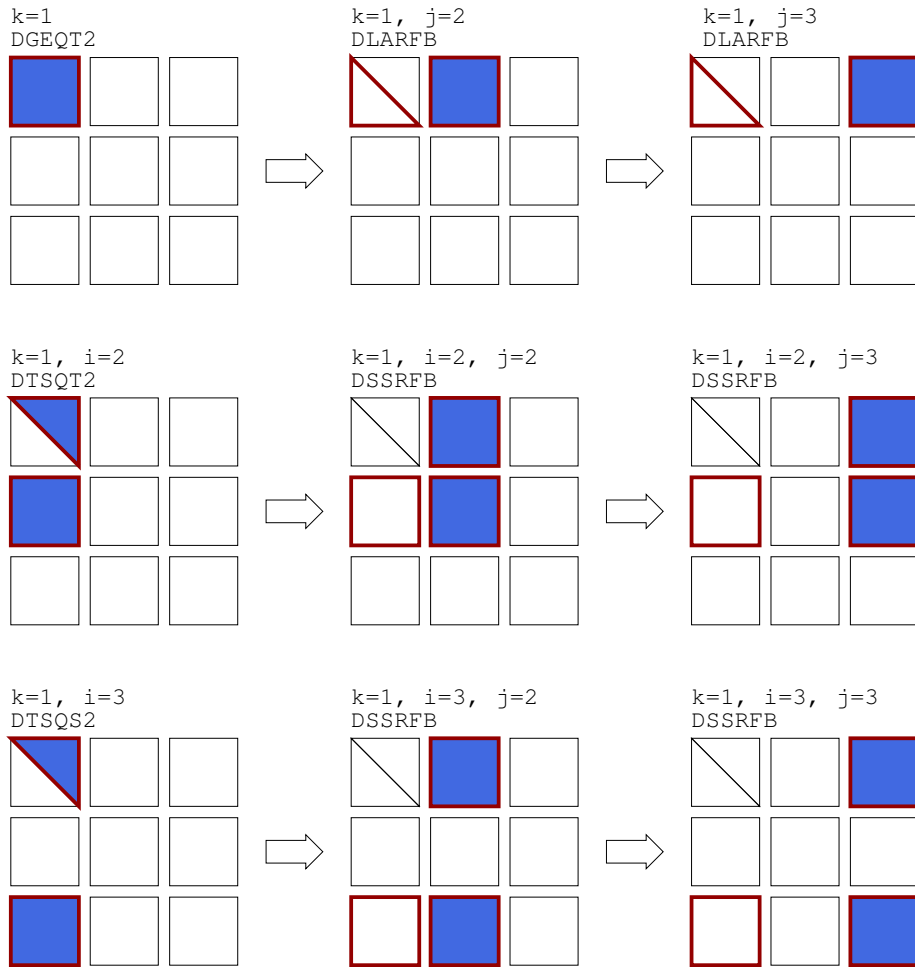 k=1
DGEQT2
k=1, j=2
DLARFB
k=1, j=3
DLARFB
k=1, i=2
DTSQT2
k=1, i=2, j=2
DSSRFB
k=1, i=2, j=3
DSSRFB
k=1, i=3
DTSQS2
k=1, i=3, j=2
DSSRFB
k=1, i=3, j=3
DSSRFB